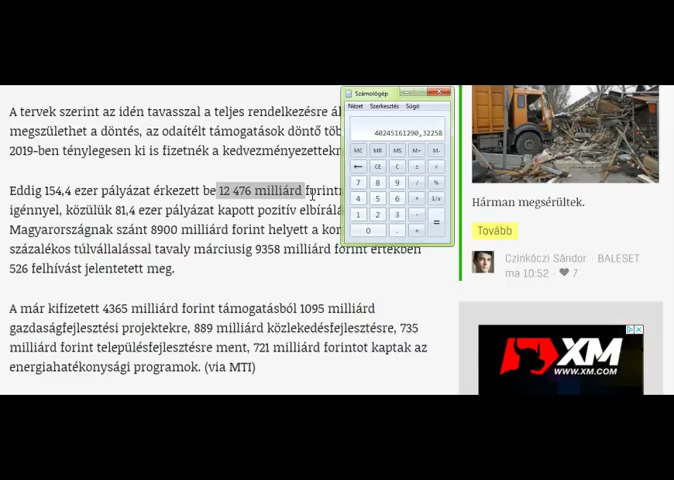 A tervek szerint az idén tavasszal a teljes rendelkezésre
megszülethet a döntés, az odaítélt támogatások döntő
2019-ben ténylegesen ki is fizetnék a
Eddig 154,4 ezer pályázat érkezett be 12 476 milliárd
igénnyel, közülük 81,4 ezer pályázat kapott pozitív
Magyarországnak szánt 8900 milliárd forint helyett a
százalékos túlvállalással tavaly márciusig 9358 milliárd forint értékben
526 felhívást jelentetett meg.
A már kifizetett 4365 milliárd forint támogatásból 1095 milliárd
gazdaságfejlesztési projektekre, 889 milliárd közlekedésfejlesztésre, 735
milliárd forint településfejlesztésre ment, 721 milliárd forintot kaptak az
energiahatékonysági programok. (via MTI)
Számológép
Nézet Szerkesztés Súgó
40245161290,32258
MC MR MS M+ M-
← CE C ± √
7 8 9 / %
4 5 6 * 1/x
1 2 3 - =
0 , +
Hárman megsérültek.
Tovább
Czinkóczi Sándor · BALESET
ma 10:52 · ♥ 7
XM
WWW.XM.COM